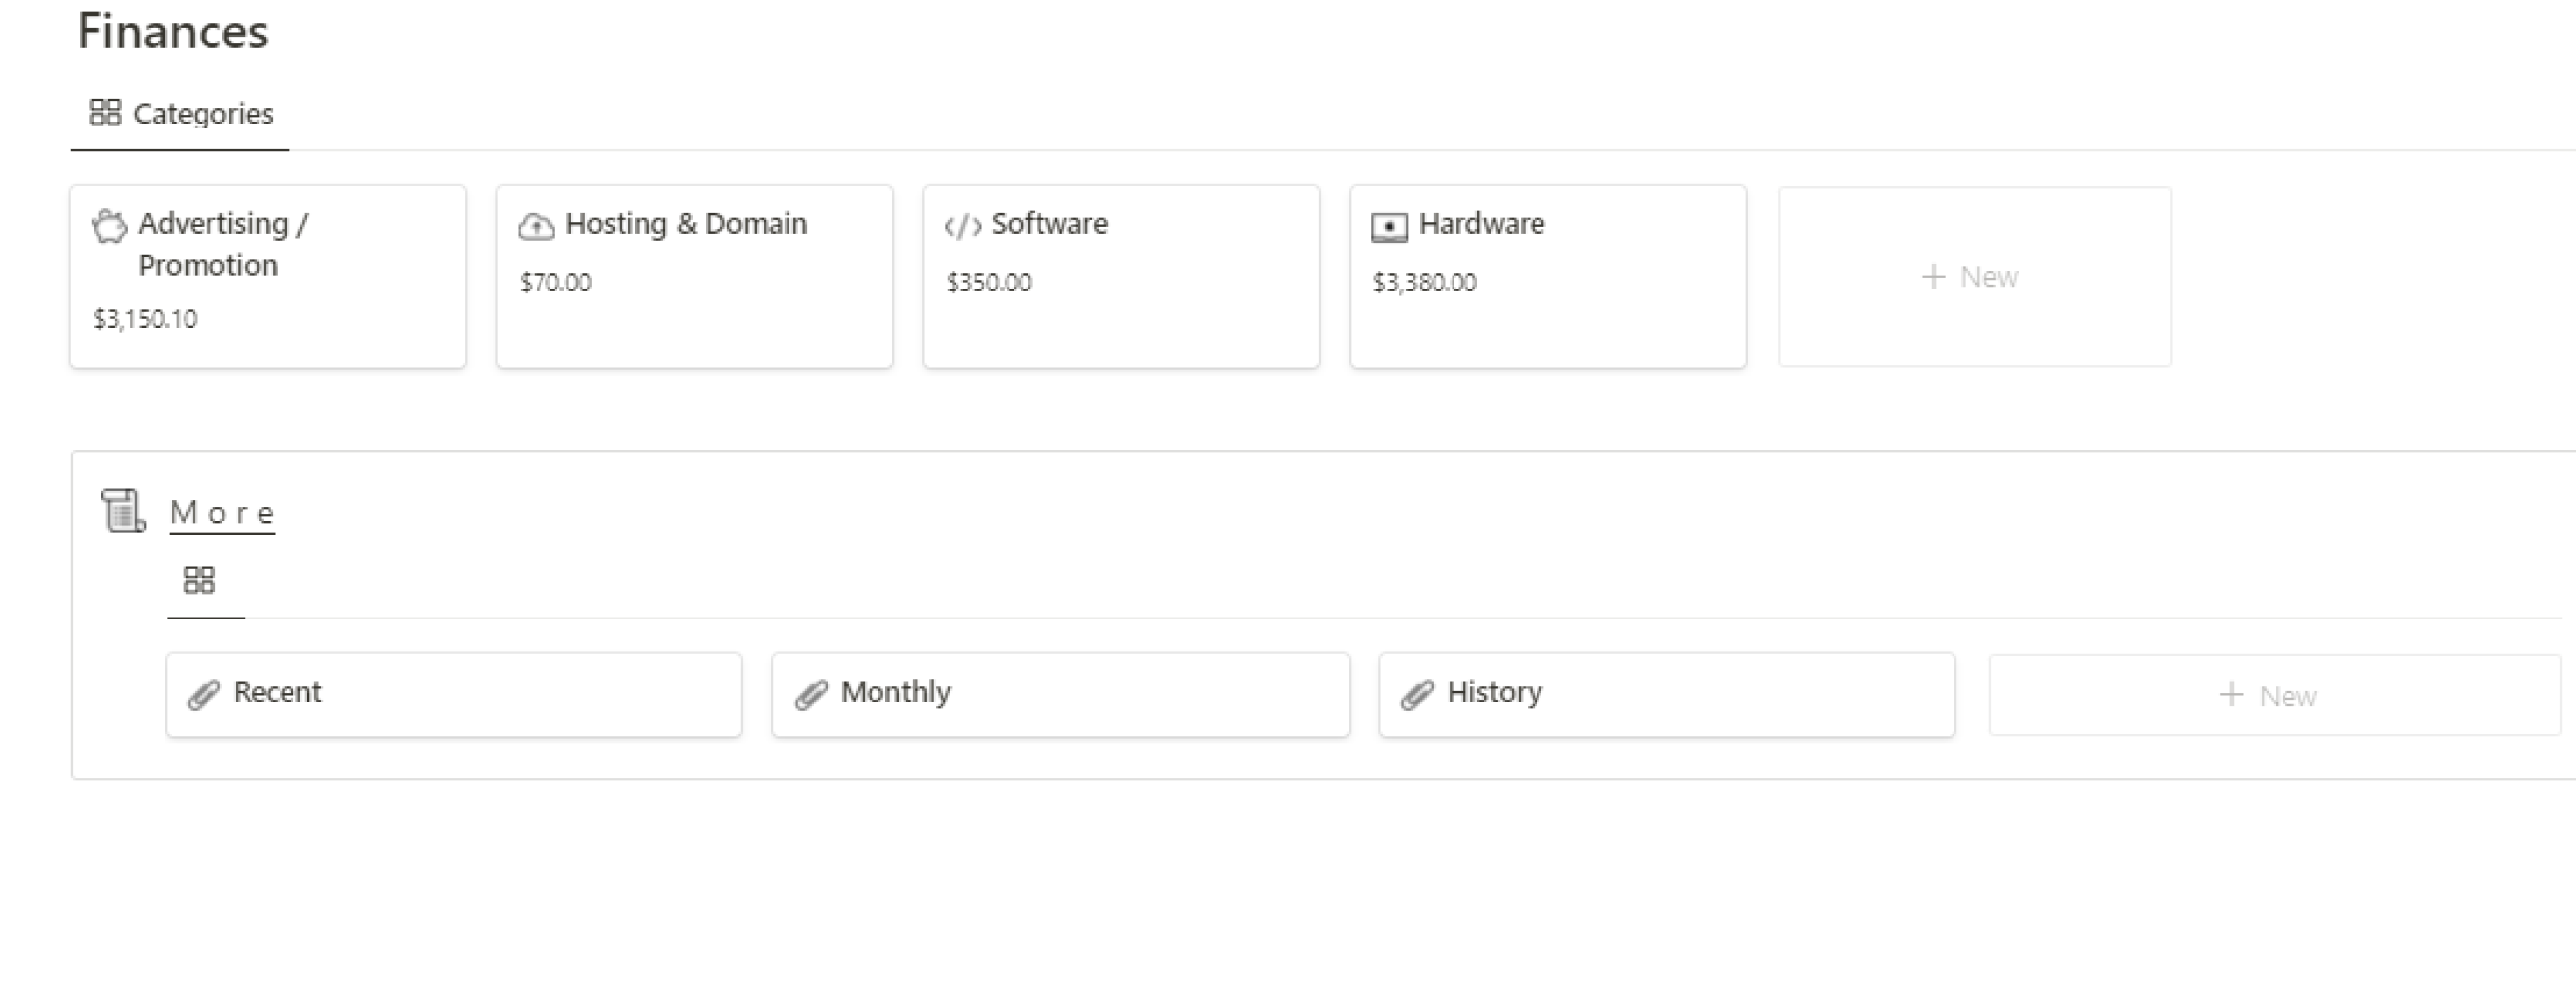 Finances
Categories
Advertising /
Promotion
$3,150.10
Hosting & Domain
$70.00
</> Software
$350.00
Hardware
$3,380.00
+ New
More
Recent
Monthly
History
+ New